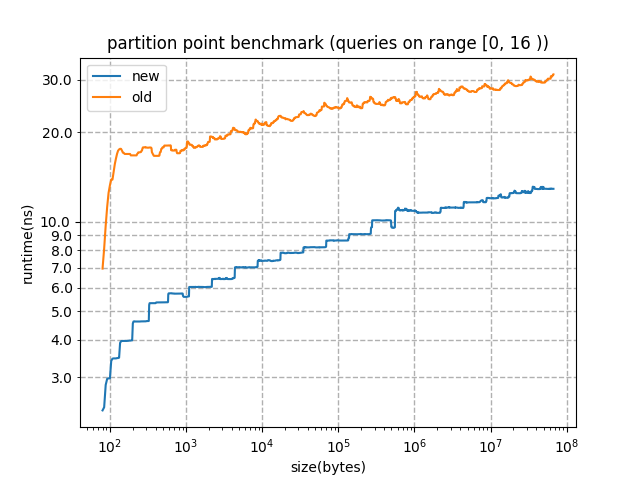 partition point benchmark (queries on range [0, 16 ))
new
old
30.0
20.0
10.0
9.0
8.0
7.0
6.0
5.0
4.0
3.0
runtime(ns)
10² 10³ 10⁴ 10⁵ 10⁶ 10⁷ 10⁸
size(bytes)